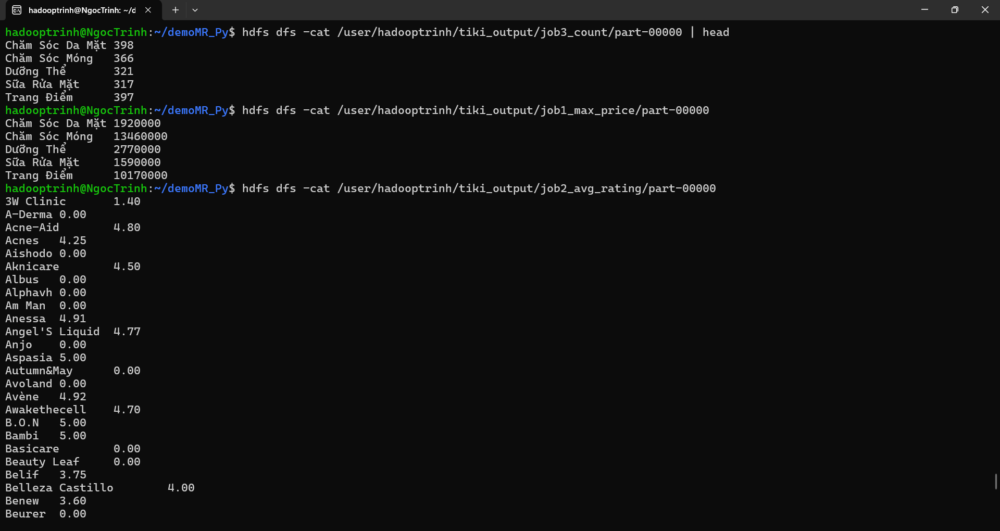 hadooptrinh@NgocTrinh: ~/d
hadooptrinh@NgocTrinh:~/demoMR_Py$ hdfs dfs -cat /user/hadooptrinh/tiki_output/job3_count/part-00000 | head
Chăm Sóc Da Mặt 398
Chăm Sóc Móng 366
Dưỡng Thể 321
Sữa Rửa Mặt 317
Trang Điểm 397
hadooptrinh@NgocTrinh:~/demoMR_Py$ hdfs dfs -cat /user/hadooptrinh/tiki_output/job1_max_price/part-00000
Chăm Sóc Da Mặt 1920000
Chăm Sóc Móng 13460000
Dưỡng Thể 2770000
Sữa Rửa Mặt 1590000
Trang Điểm 10170000
hadooptrinh@NgocTrinh:~/demoMR_Py$ hdfs dfs -cat /user/hadooptrinh/tiki_output/job2_avg_rating/part-00000
3W Clinic 1.40
A-Derma 0.00
Acne-Aid 4.80
Acnes 4.25
Aishodo 0.00
Aknicare 4.50
Albus 0.00
Alphavh 0.00
Am Man 0.00
Anessa 4.91
Angel'S Liquid 4.77
Anjo 0.00
Aspasia 5.00
Autumn&May 0.00
Avoland 0.00
Avène 4.92
Awakethecell 4.70
B.O.N 5.00
Bambi 5.00
Basicare 0.00
Beauty Leaf 0.00
Belif 3.75
Belleza Castillo 4.00
Benew 3.60
Beurer 0.00